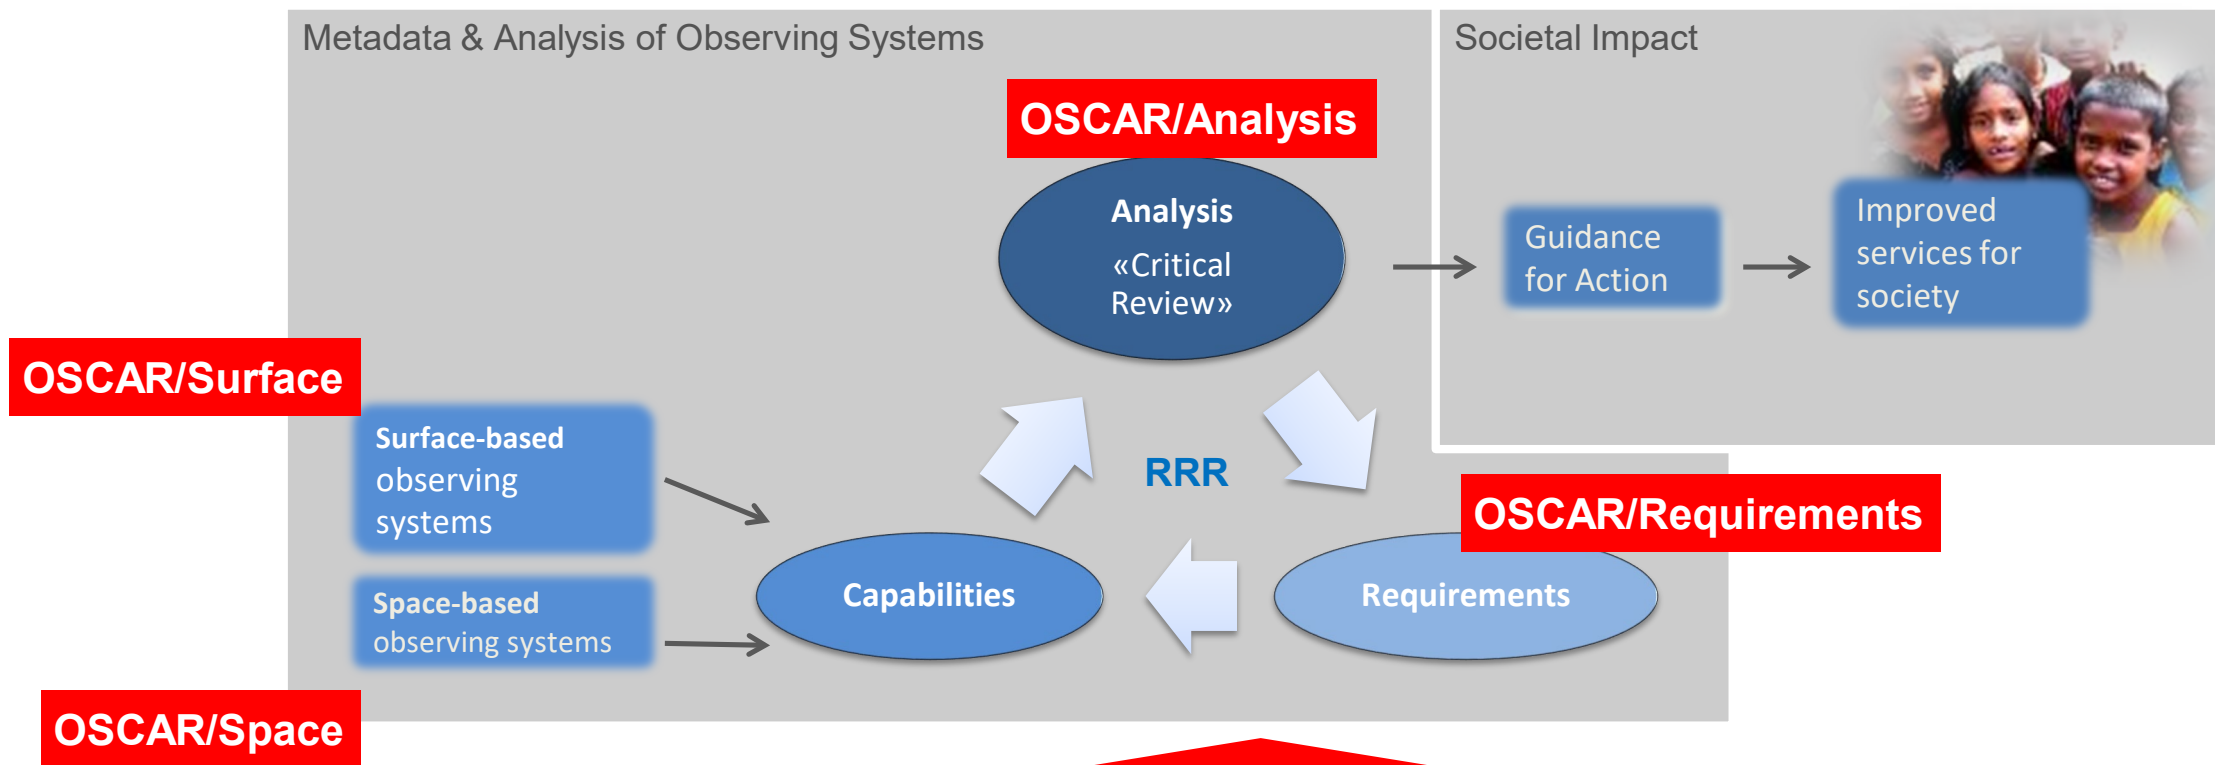 Metadata & Analysis of Observing Systems
Societal Impact
OSCAR/Analysis
Analysis
«Critical
Review»
Guidance
for Action
Improved
services for
society
OSCAR/Surface
Surface-based
observing
systems
RRR
OSCAR/Requirements
Capabilities
Requirements
Space-based
observing systems
OSCAR/Space